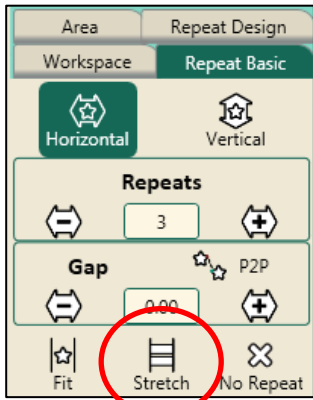 Area Repeat Design
Workspace Repeat Basic
Horizontal Vertical
Repeats
3
Gap P2P
0.00
Fit Stretch No Repeat